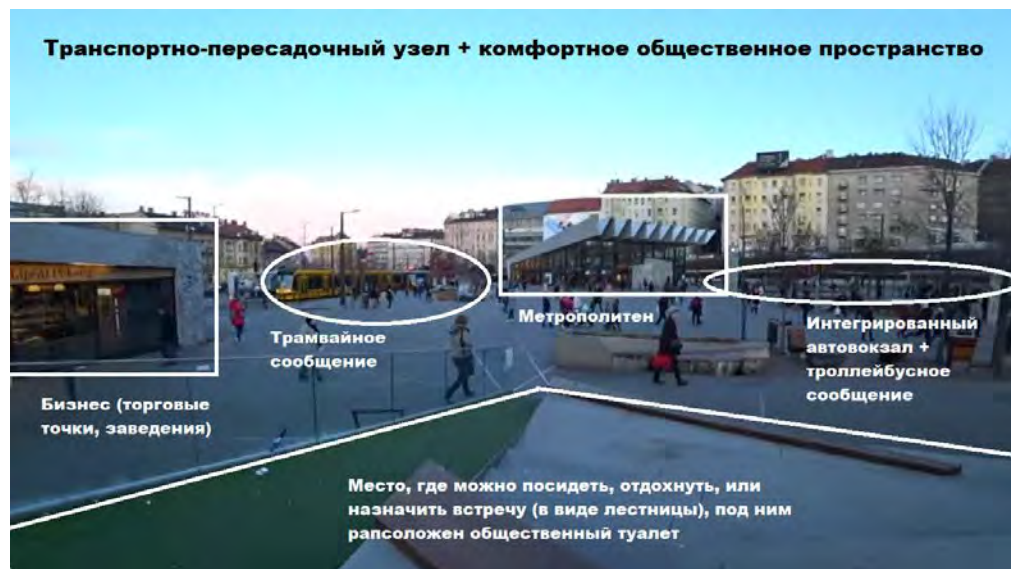 Транспортно-пересадочный узел + комфортное общественное пространство
Трамвайное
сообщение
Метрополитен
Интегрированный
автовокзал +
троллейбусное
сообщение
Бизнес (торговые
точки, заведения)
Место, где можно посидеть, отдохнуть, или
назначить встречу (в виде лестницы), под ним
рапсоложен общественный туалет